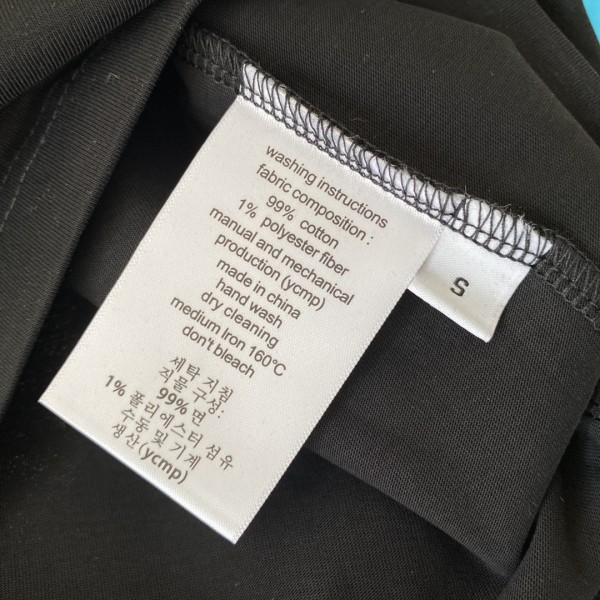 washing instructions
fabric composition:
99% cotton
1% polyester fiber
manual and mechanical
production (ycmp)
made in china
hand wash
dry cleaning
medium Iron 160°C
don't bleach
세탁 지침
직물 구성:
99% 면
1% 폴리에스터 섬유
수동 및 기계
생산(ycmp)
S